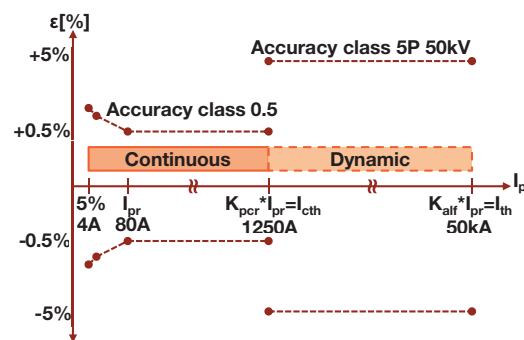 ε[%]
+5%
Accuracy class 5P 50kV
Accuracy class 0.5
+0.5%
Continuous
Dynamic
Iₚ
5%
Iₚᵣ
Kₚcᵣ*Iₚᵣ=Icth
Kalf*Iₚᵣ=Ith
4A
80A
1250A
50kA
-0.5%
-5%